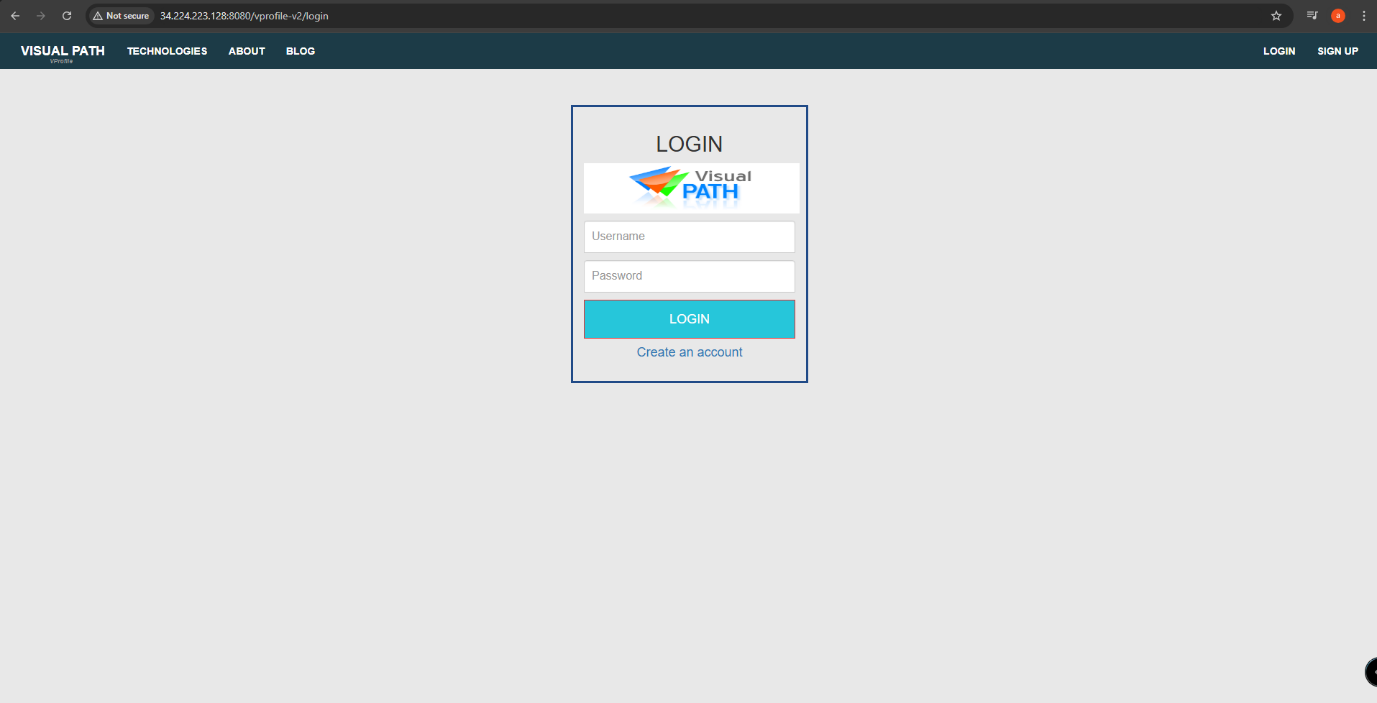 Not secure 34.224.223.128:8080/vprofile-v2/login a
VISUAL PATH TECHNOLOGIES ABOUT BLOG LOGIN SIGN UP
VProfile
LOGIN
Visual
PATH
Username
Password
LOGIN
Create an account